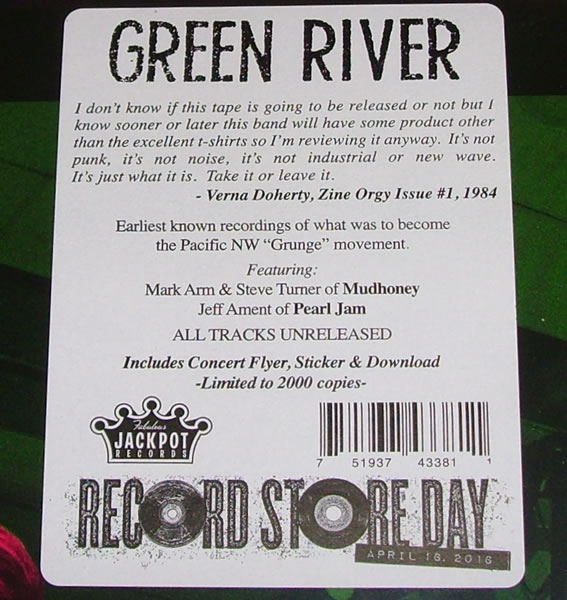 GREEN RIVER
I don't know if this tape is going to be released or not but I
know sooner or later this band will have some product other
than the excellent t-shirts so I'm reviewing it anyway. It's not
punk, it's not noise, it's not industrial or new wave.
It's just what it is. Take it or leave it.
- Verna Doherty, Zine Orgy Issue #1, 1984
Earliest known recordings of what was to become
the Pacific NW "Grunge" movement.
Featuring:
Mark Arm & Steve Turner of Mudhoney
Jeff Ament of Pearl Jam
ALL TRACKS UNRELEASED
Includes Concert Flyer, Sticker & Download
-Limited to 2000 copies-
Fabulous
JACKPOT
RECORDS
7 51937 43381 1
RECORD STORE DAY
APRIL 16, 2016